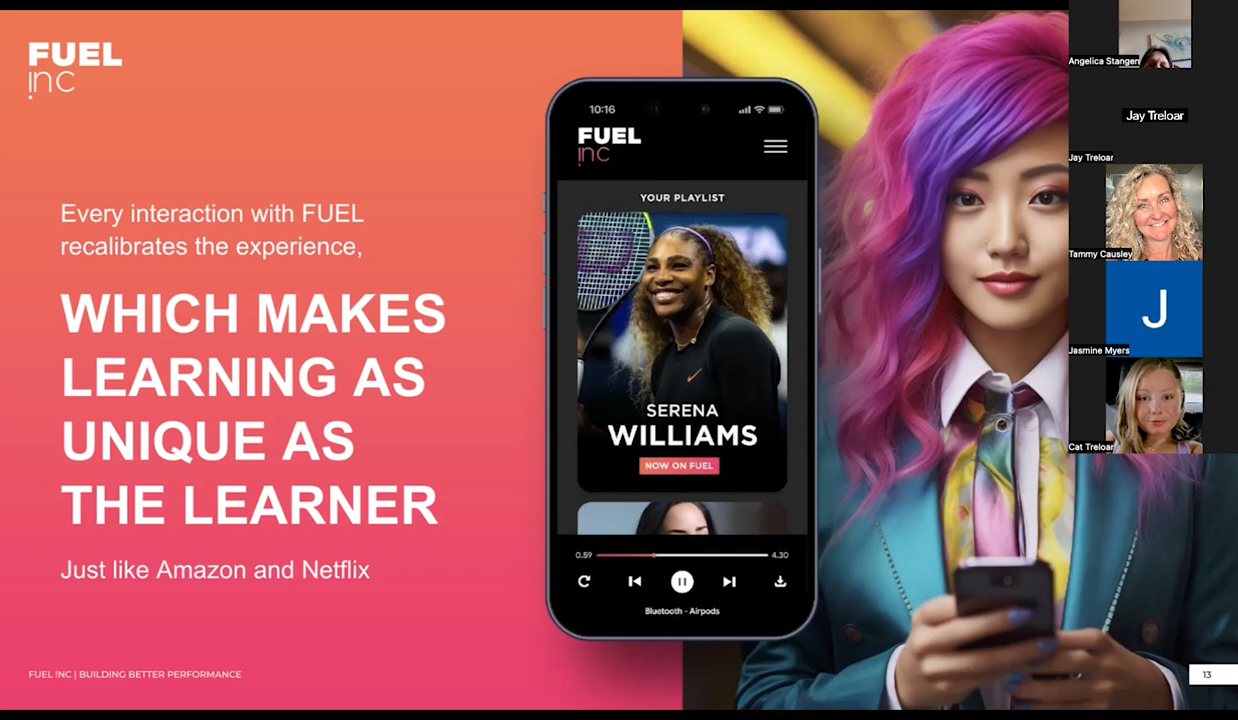 FUEL
!nc
Every interaction with FUEL
recalibrates the experience,
WHICH MAKES
LEARNING AS
UNIQUE AS
THE LEARNER
Just like Amazon and Netflix
FUEL !NC | BUILDING BETTER PERFORMANCE
10:16
FUEL
!nc
YOUR PLAYLIST
SERENA
WILLIAMS
NOW ON FUEL
0.59
4.30
Bluetooth - Airpods
Angelica Stangen
Jay Treloar
Jay Treloar
Tammy Causley
J
Jasmine Myers
Cat Treloar
13